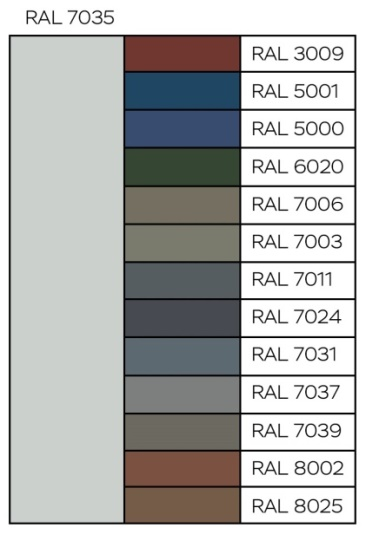 RAL 7035
RAL 3009
RAL 5001
RAL 5000
RAL 6020
RAL 7006
RAL 7003
RAL 7011
RAL 7024
RAL 7031
RAL 7037
RAL 7039
RAL 8002
RAL 8025